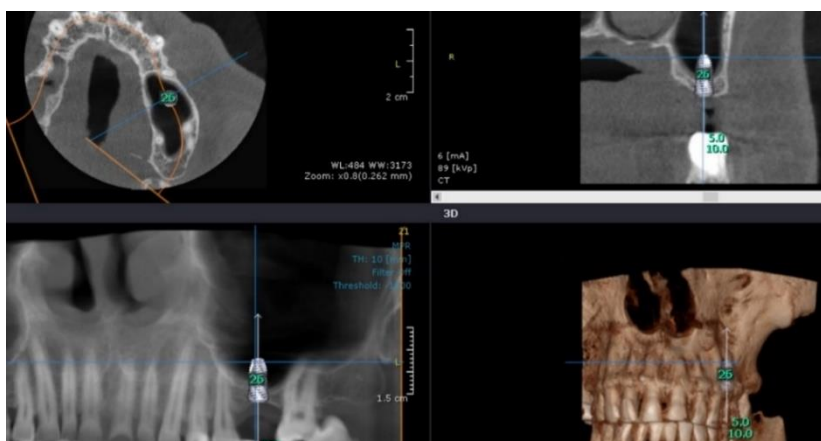 26
L
2 cm
WL:484 WW:3173
Zoom: x0.8(0.262 mm)
R
26
5.0
10.0
6 [mA]
89 [kVp]
CT
3D
MPR
TH: 10 [mm]
Filter Off
26
L
1.5 cm
26
5.0
10.0